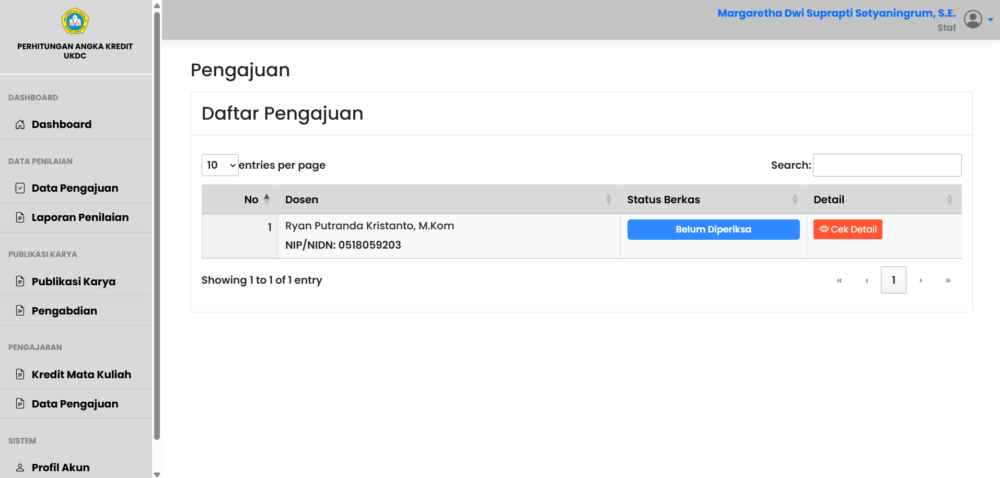 PERHITUNGAN ANGKA KREDIT
UKDC
DASHBOARD
Dashboard
DATA PENILAIAN
Data Pengajuan
Laporan Penilaian
PUBLIKASI KARYA
Publikasi Karya
Pengabdian
PENGAJARAN
Kredit Mata Kuliah
Data Pengajuan
SISTEM
Profil Akun
Margaretha Dwi Suprapti Setyaningrum, S.E.
Staf
Pengajuan
Daftar Pengajuan
10 entries per page
Search:
No Dosen Status Berkas Detail
1 Ryan Putranda Kristanto, M.Kom Belum Diperiksa Cek Detail
NIP/NIDN: 0518059203
Showing 1 to 1 of 1 entry
« ‹ 1 › »